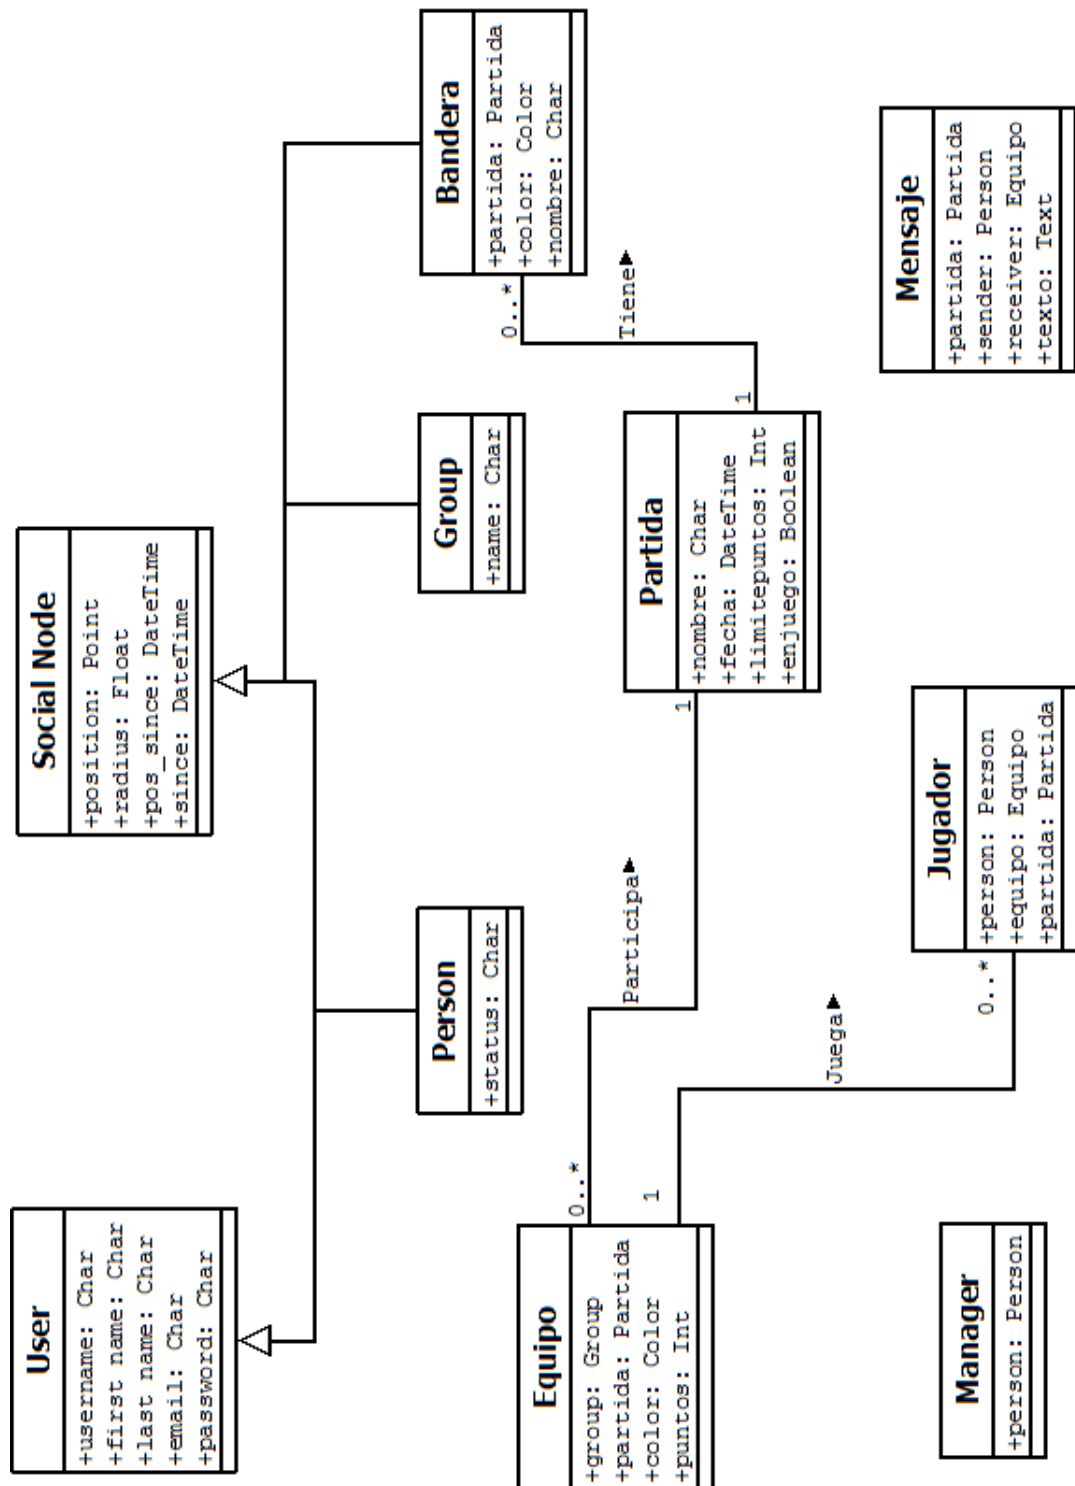 User
+username: Char
+first name: Char
+last name: Char
+email: Char
+password: Char
Social Node
+position: Point
+radius: Float
+pos_since: DateTime
+since: DateTime
Person
+status: Char
Group
+name: Char
Bandera
+partida: Partida
+color: Color
+nombre: Char
Equipo
+group: Group
+partida: Partida
+color: Color
+puntos: Int
0..*
1
Participa
1
Partida
+nombre: Char
+fecha: DateTime
+limitepuntos: Int
+enjuego: Boolean
1
Tiene
0..*
Juega
0..*
Manager
+person: Person
Jugador
+person: Person
+equipo: Equipo
+partida: Partida
Mensaje
+partida: Partida
+sender: Person
+receiver: Equipo
+texto: Text